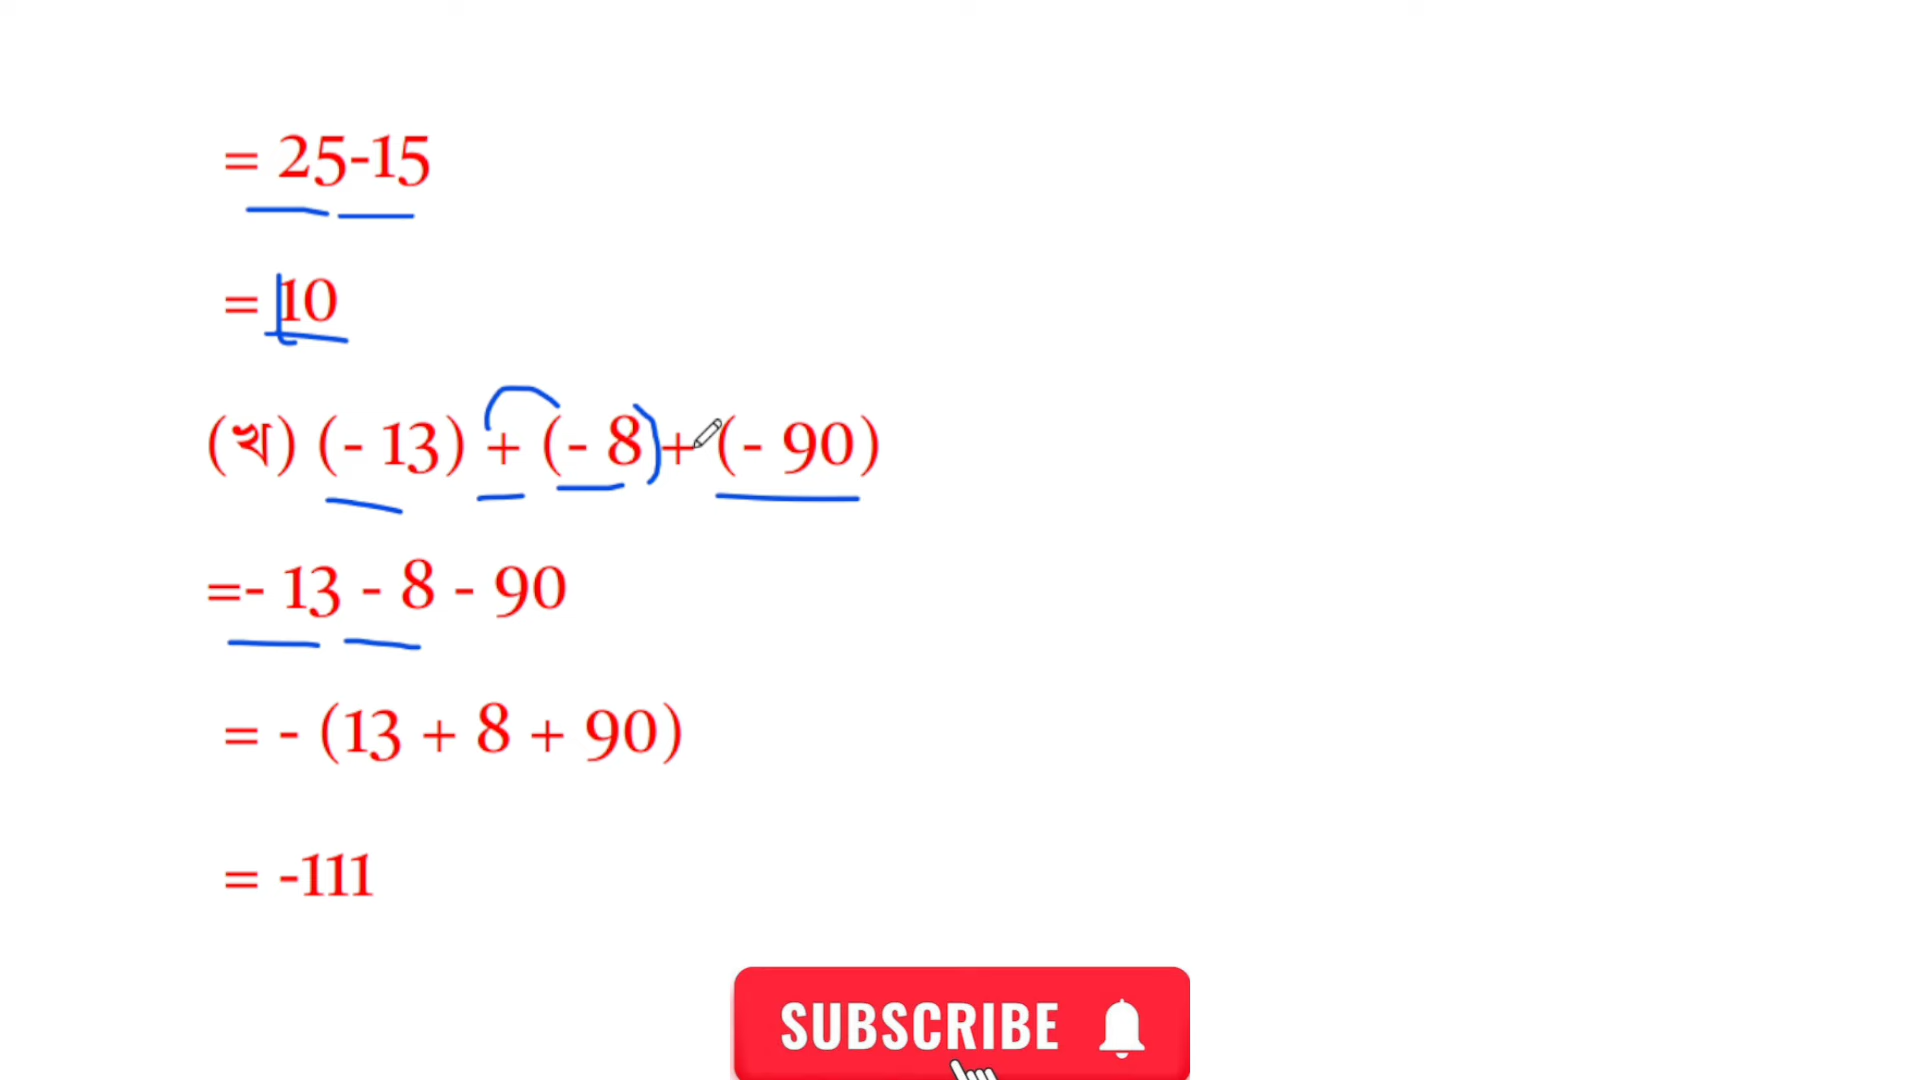 = 25-15
= 10
(খ) (- 13) + (- 8)+ (- 90)
=- 13 - 8 - 90
= - (13 + 8 + 90)
= -111
SUBSCRIBE